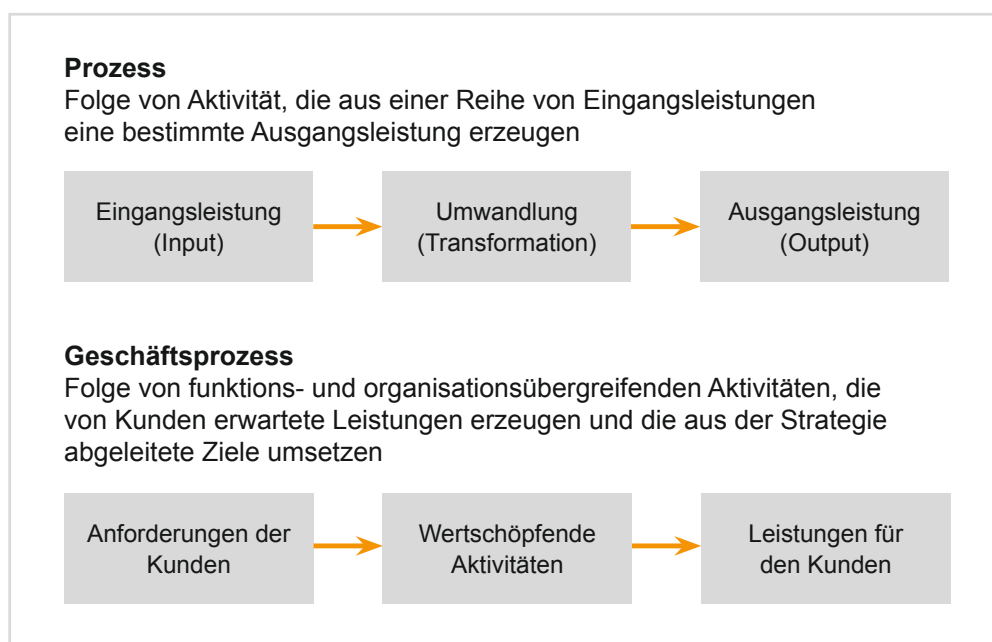 Prozess
Folge von Aktivität, die aus einer Reihe von Eingangsleistungen
eine bestimmte Ausgangsleistung erzeugen
Eingangsleistung
(Input)
Umwandlung
(Transformation)
Ausgangsleistung
(Output)
Geschäftsprozess
Folge von funktions- und organisationsübergreifenden Aktivitäten, die
von Kunden erwartete Leistungen erzeugen und die aus der Strategie
abgeleitete Ziele umsetzen
Anforderungen der
Kunden
Wertschöpfende
Aktivitäten
Leistungen für
den Kunden